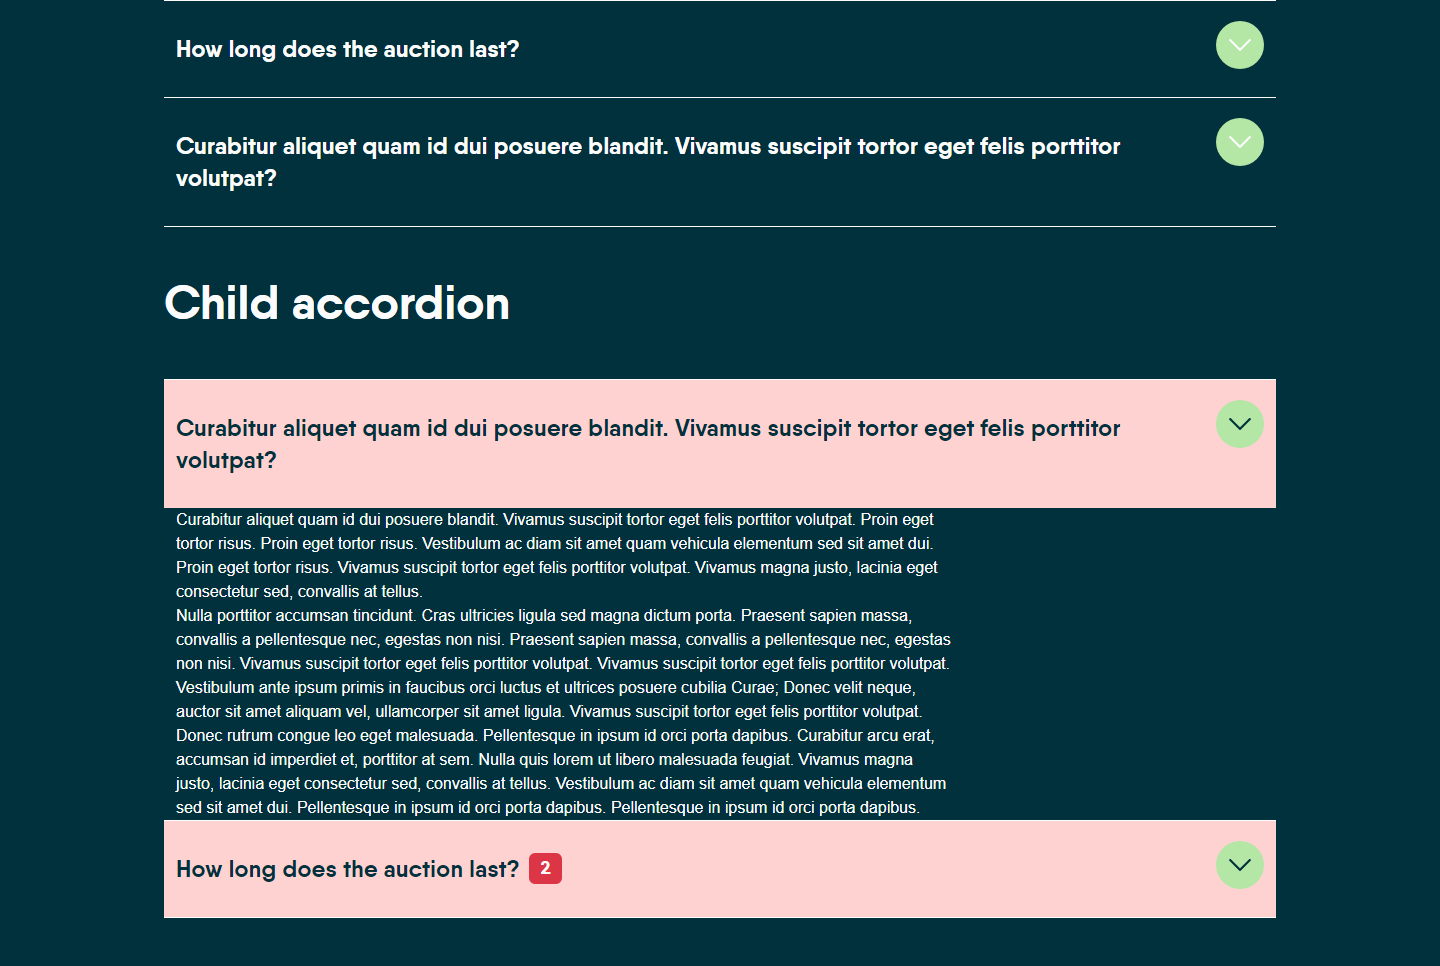 How long does the auction last?
Curabitur aliquet quam id dui posuere blandit. Vivamus suscipit tortor eget felis porttitor
volutpat?
Child accordion
Curabitur aliquet quam id dui posuere blandit. Vivamus suscipit tortor eget felis porttitor
volutpat?
Curabitur aliquet quam id dui posuere blandit. Vivamus suscipit tortor eget felis porttitor volutpat. Proin eget
tortor risus. Proin eget tortor risus. Vestibulum ac diam sit amet quam vehicula elementum sed sit amet dui.
Proin eget tortor risus. Vivamus suscipit tortor eget felis porttitor volutpat. Vivamus magna justo, lacinia eget
consectetur sed, convallis at tellus.
Nulla porttitor accumsan tincidunt. Cras ultricies ligula sed magna dictum porta. Praesent sapien massa,
convallis a pellentesque nec, egestas non nisi. Praesent sapien massa, convallis a pellentesque nec, egestas
non nisi. Vivamus suscipit tortor eget felis porttitor volutpat. Vivamus suscipit tortor eget felis porttitor volutpat.
Vestibulum ante ipsum primis in faucibus orci luctus et ultrices posuere cubilia Curae; Donec velit neque,
auctor sit amet aliquam vel, ullamcorper sit amet ligula. Vivamus suscipit tortor eget felis porttitor volutpat.
Donec rutrum congue leo eget malesuada. Pellentesque in ipsum id orci porta dapibus. Curabitur arcu erat,
accumsan id imperdiet et, porttitor at sem. Nulla quis lorem ut libero malesuada feugiat. Vivamus magna
justo, lacinia eget consectetur sed, convallis at tellus. Vestibulum ac diam sit amet quam vehicula elementum
sed sit amet dui. Pellentesque in ipsum id orci porta dapibus. Pellentesque in ipsum id orci porta dapibus.
How long does the auction last? 2